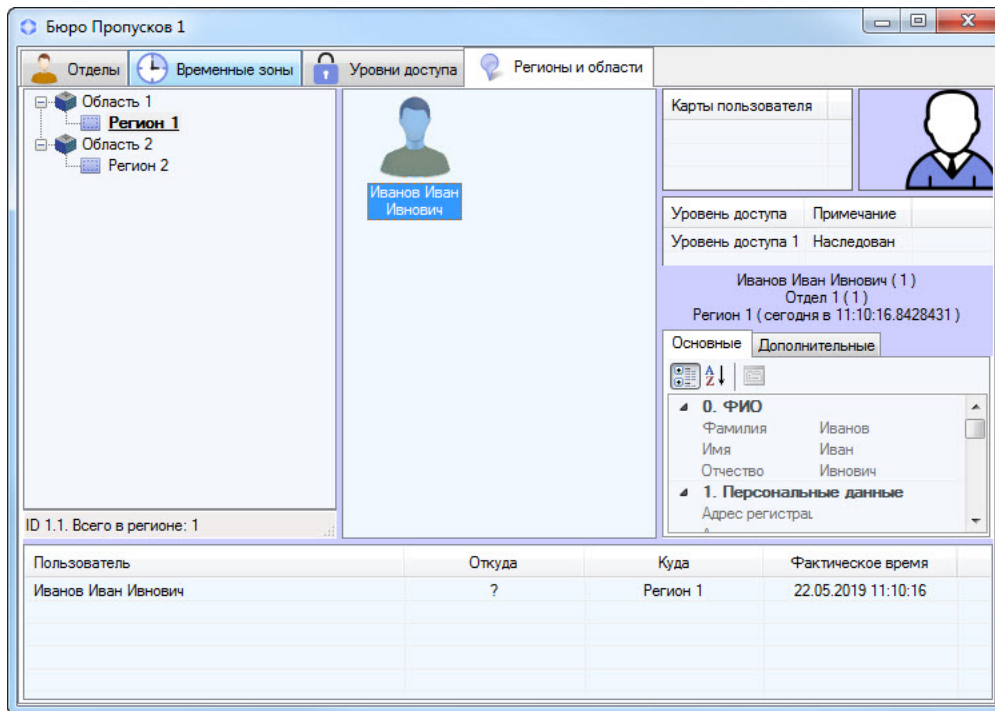 Бюро Пропусков 1
Отделы
Временные зоны
Уровни доступа
Регионы и области
Область 1
Регион 1
Область 2
Регион 2
ID 1.1. Всего в регионе: 1
Иванов Иван
Ивнович
Карты пользователя
Уровень доступа Примечание
Уровень доступа 1 Наследован
Иванов Иван Ивнович ( 1 )
Отдел 1 ( 1 )
Регион 1 ( сегодня в 11:10:16.8428431 )
Основные Дополнительные
0. ФИО
Фамилия Иванов
Имя Иван
Отчество Ивнович
1. Персональные данные
Адрес регистрац
Пользователь Откуда Куда Фактическое время
Иванов Иван Ивнович ? Регион 1 22.05.2019 11:10:16